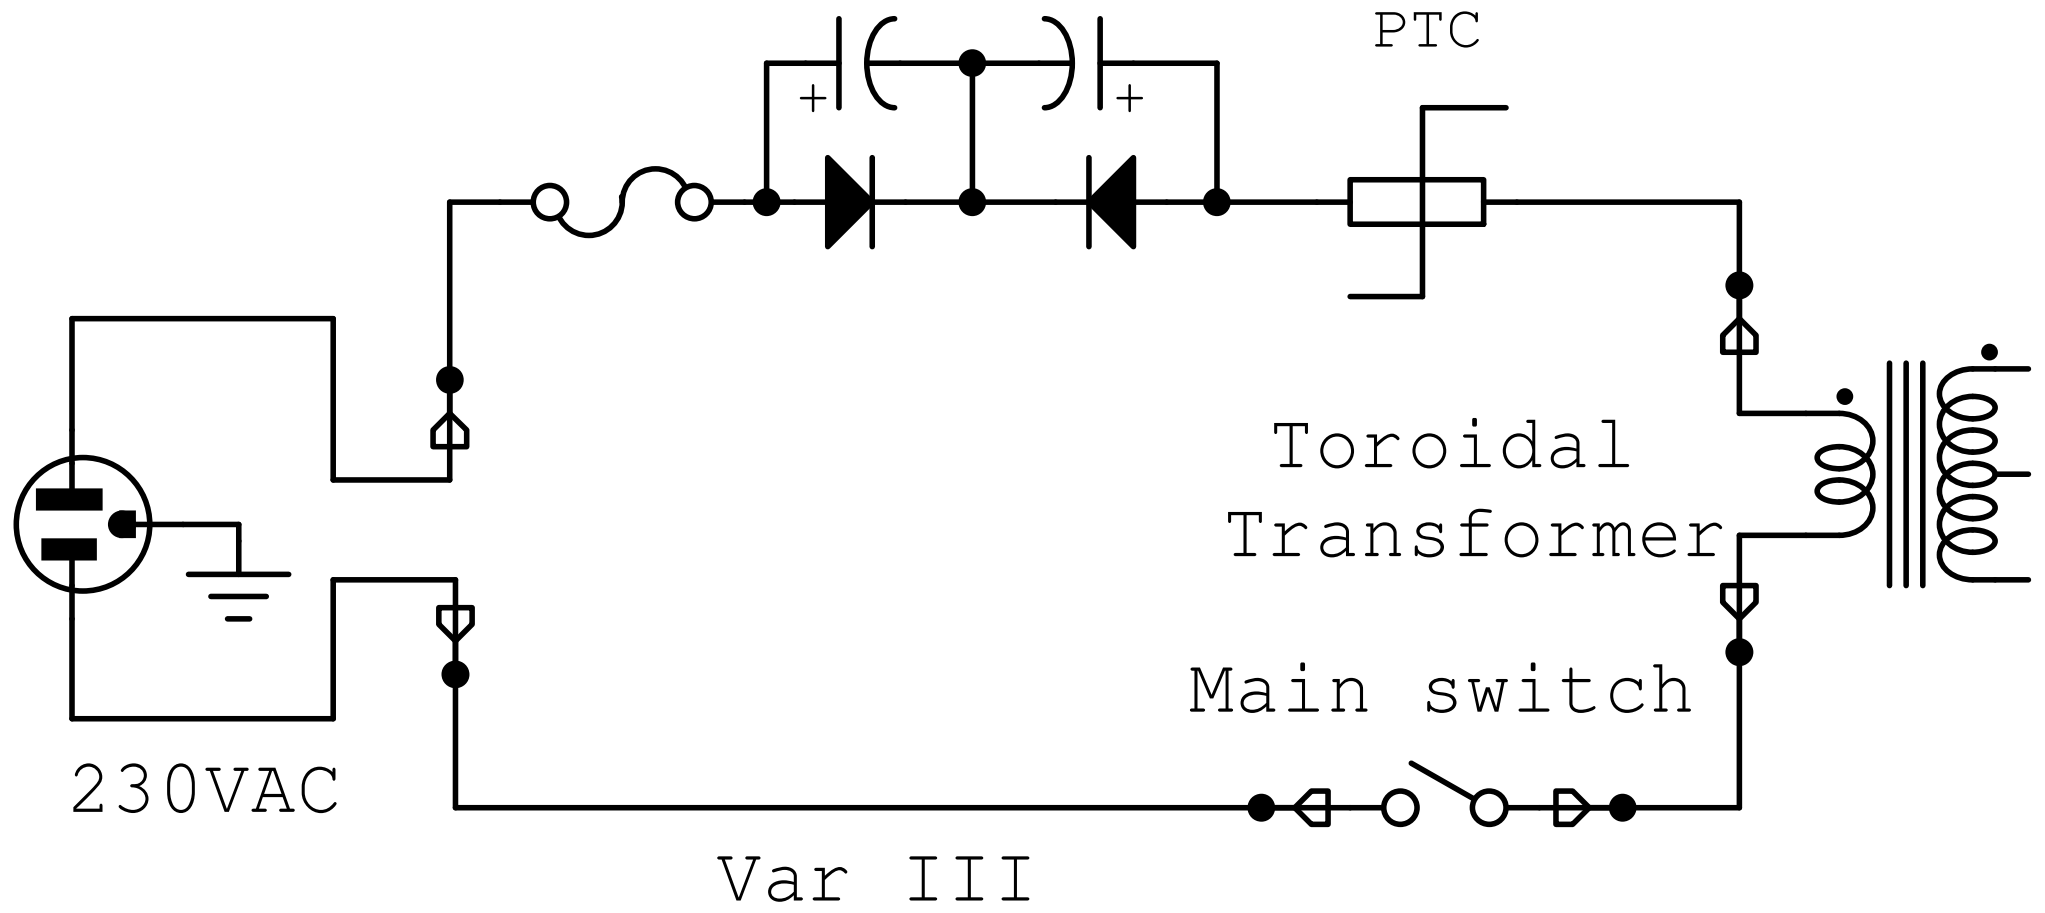 PTC
+ +
Toroidal
Transformer
Main switch
230VAC
Var III